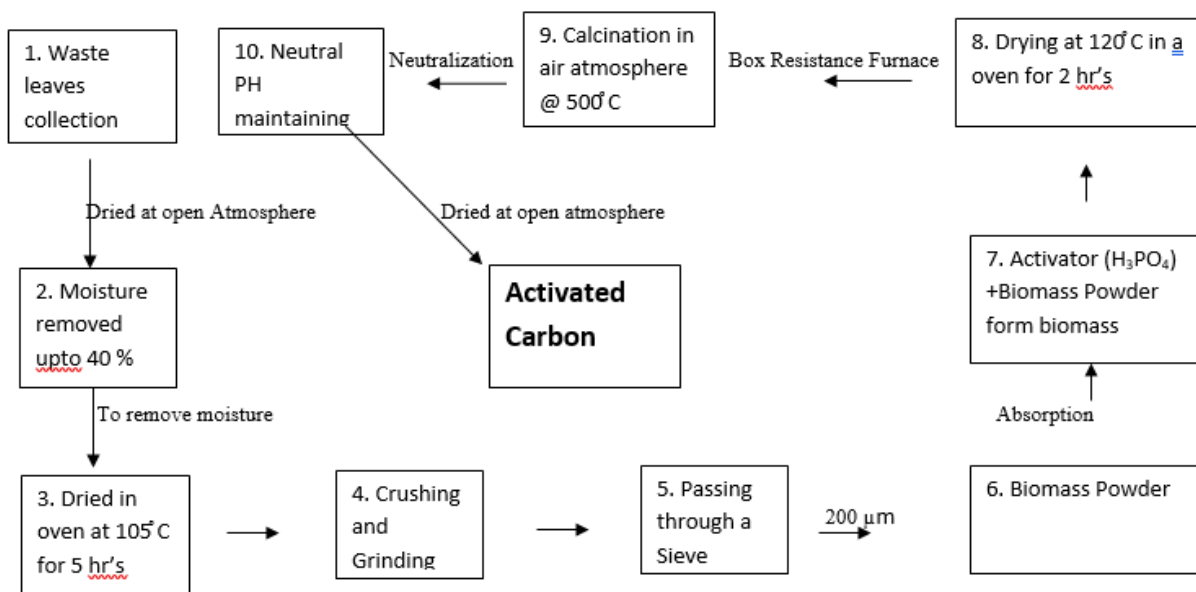 1. Waste
leaves
collection
Dried at open Atmosphere
2. Moisture
removed
upto 40 %
To remove moisture
3. Dried in
oven at 105°C
for 5 hr's
4. Crushing
and
Grinding
5. Passing
through a
Sieve
200 µm
6. Biomass Powder
Absorption
7. Activator (H₃PO₄)
+Biomass Powder
form biomass
8. Drying at 120°C in a
oven for 2 hr's
Box Resistance Furnace
9. Calcination in
air atmosphere
@ 500°C
Neutralization
10. Neutral
PH
maintaining
Dried at open atmosphere
Activated
Carbon